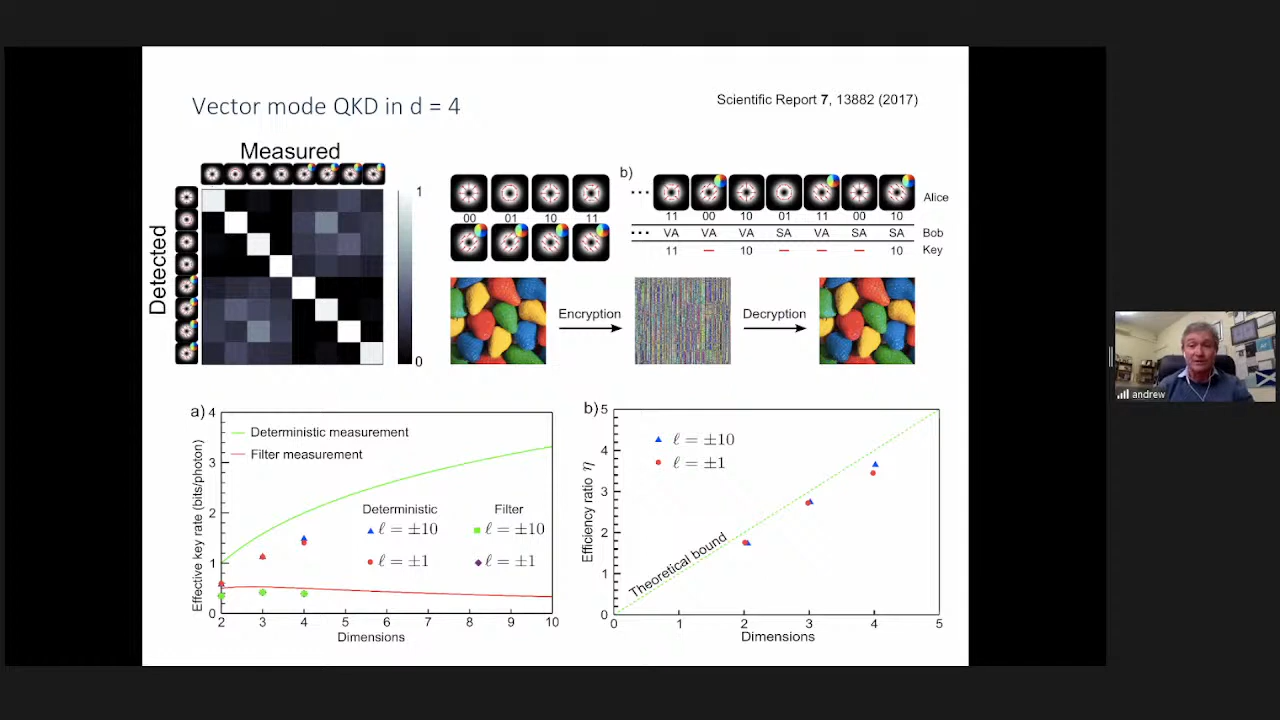 Vector mode QKD in d = 4
Scientific Report 7, 13882 (2017)
Measured
Detected
1
0
00 01 10 11
b)
... Alice
11 00 10 01 11 00 10
... VA VA VA SA VA SA SA Bob
11 — 10 — — — 10 Key
Encryption
Decryption
a)
Effective key rate (bits/photon)
4
3
2
1
0
Deterministic measurement
Filter measurement
Deterministic Filter
ℓ = ±10 ℓ = ±10
ℓ = ±1 ℓ = ±1
2 3 4 5 6 7 8 9 10
Dimensions
b)
Efficiency ratio η
5
4
3
2
1
0
ℓ = ±10
ℓ = ±1
Theoretical bound
0 1 2 3 4 5
Dimensions
andrew